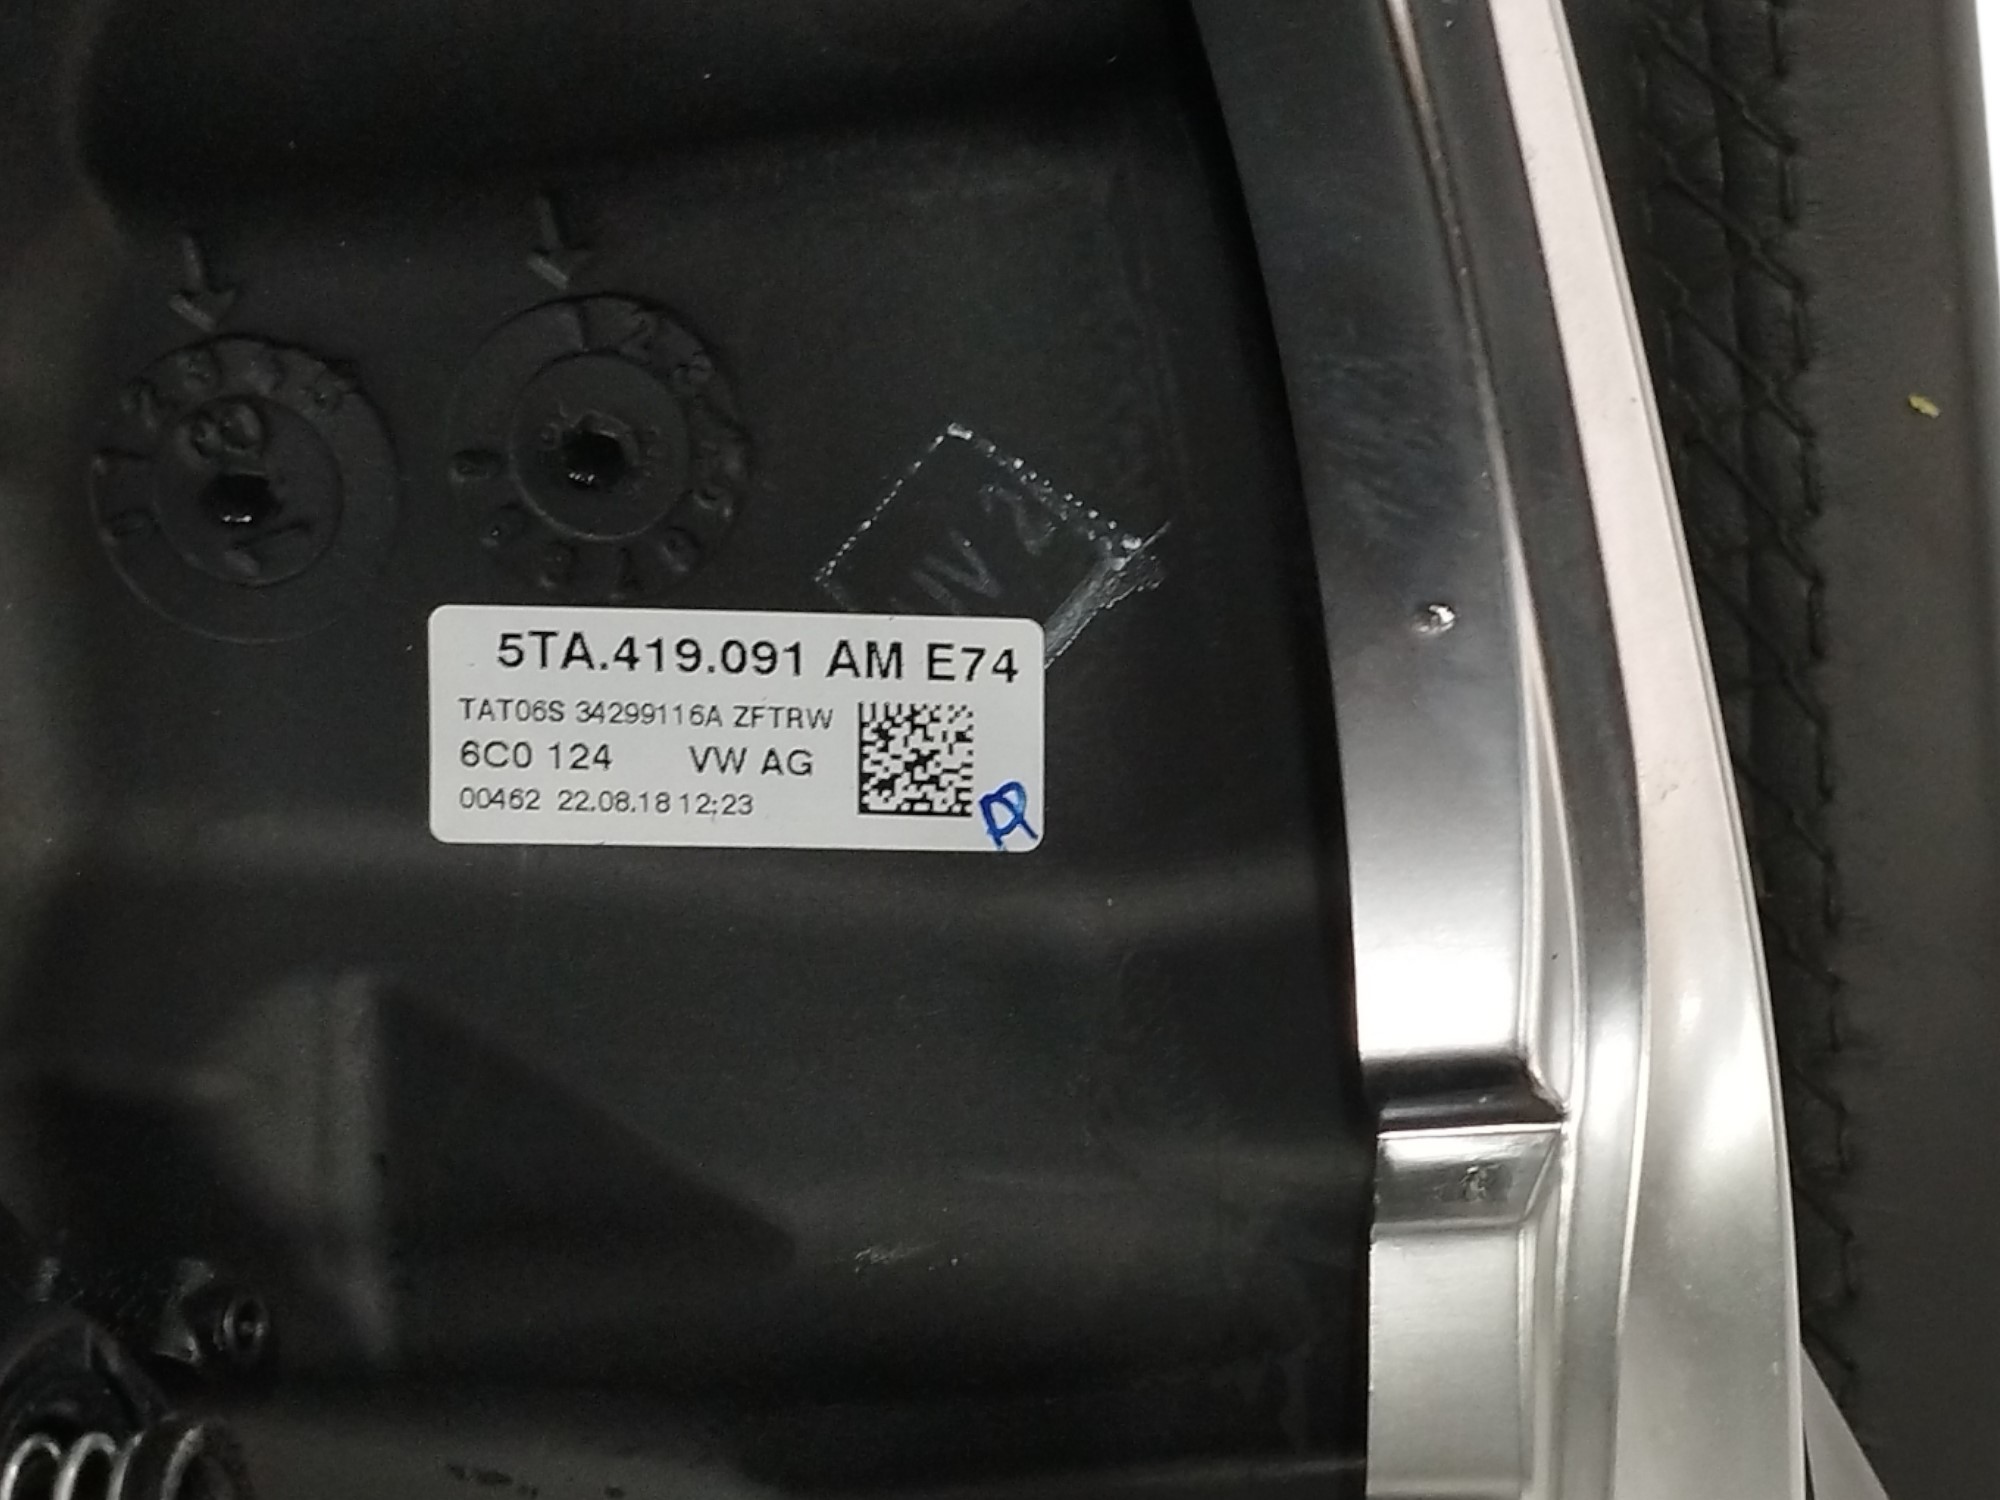 5TA.419.091 AM E74
TAT06S 34299116A ZFTRW
6C0 124 VW AG
00462 22.08.18 12:23